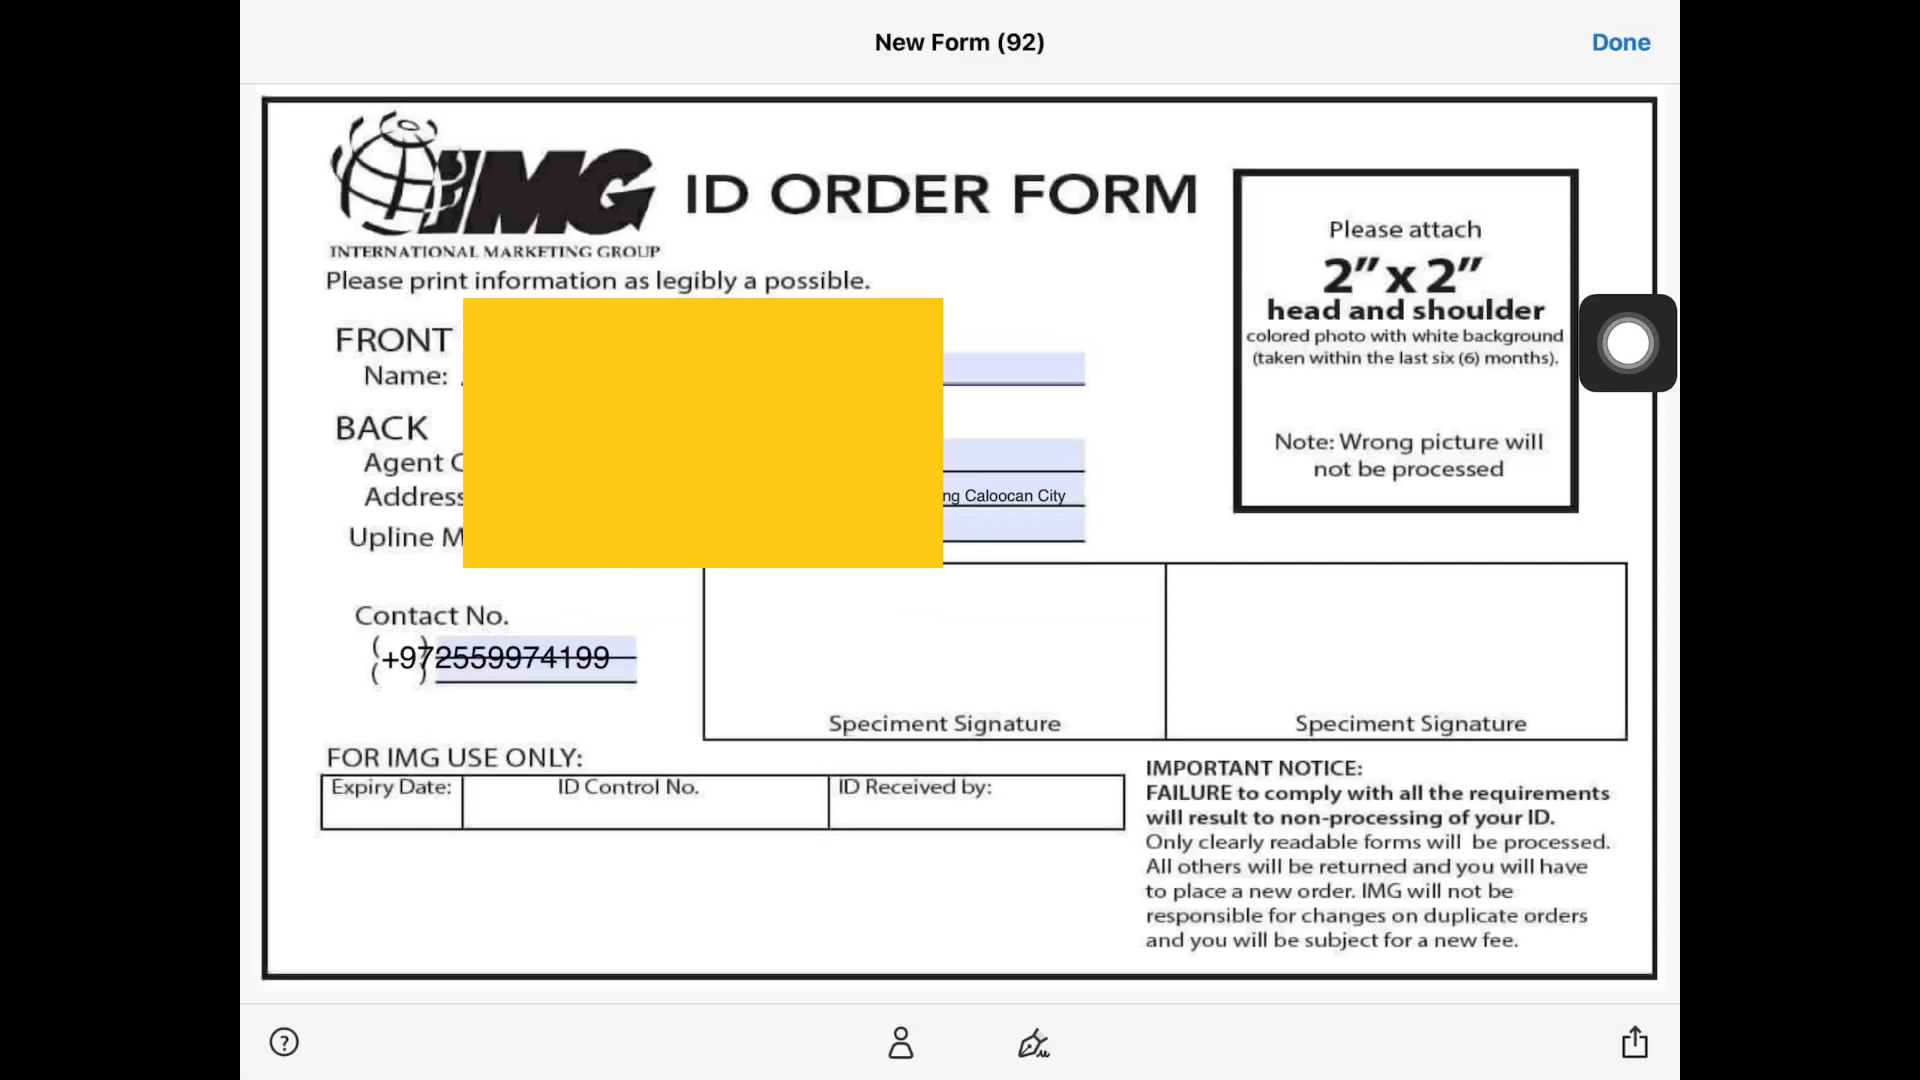 New Form (92)
Done
IMG
INTERNATIONAL MARKETING GROUP
ID ORDER FORM
Please print information as legibly a possible.
Please attach
2” x 2”
head and shoulder
colored photo with white background
(taken within the last six (6) months).
Note: Wrong picture will
not be processed
FRONT
Name:
BACK
Agent
Address
ng Caloocan City
Upline
Contact No.
( )
( )
+972559974199
Speciment Signature
Speciment Signature
FOR IMG USE ONLY:
Expiry Date:
ID Control No.
ID Received by:
IMPORTANT NOTICE:
FAILURE to comply with all the requirements
will result to non-processing of your ID.
Only clearly readable forms will be processed.
All others will be returned and you will have
to place a new order. IMG will not be
responsible for changes on duplicate orders
and you will be subject for a new fee.